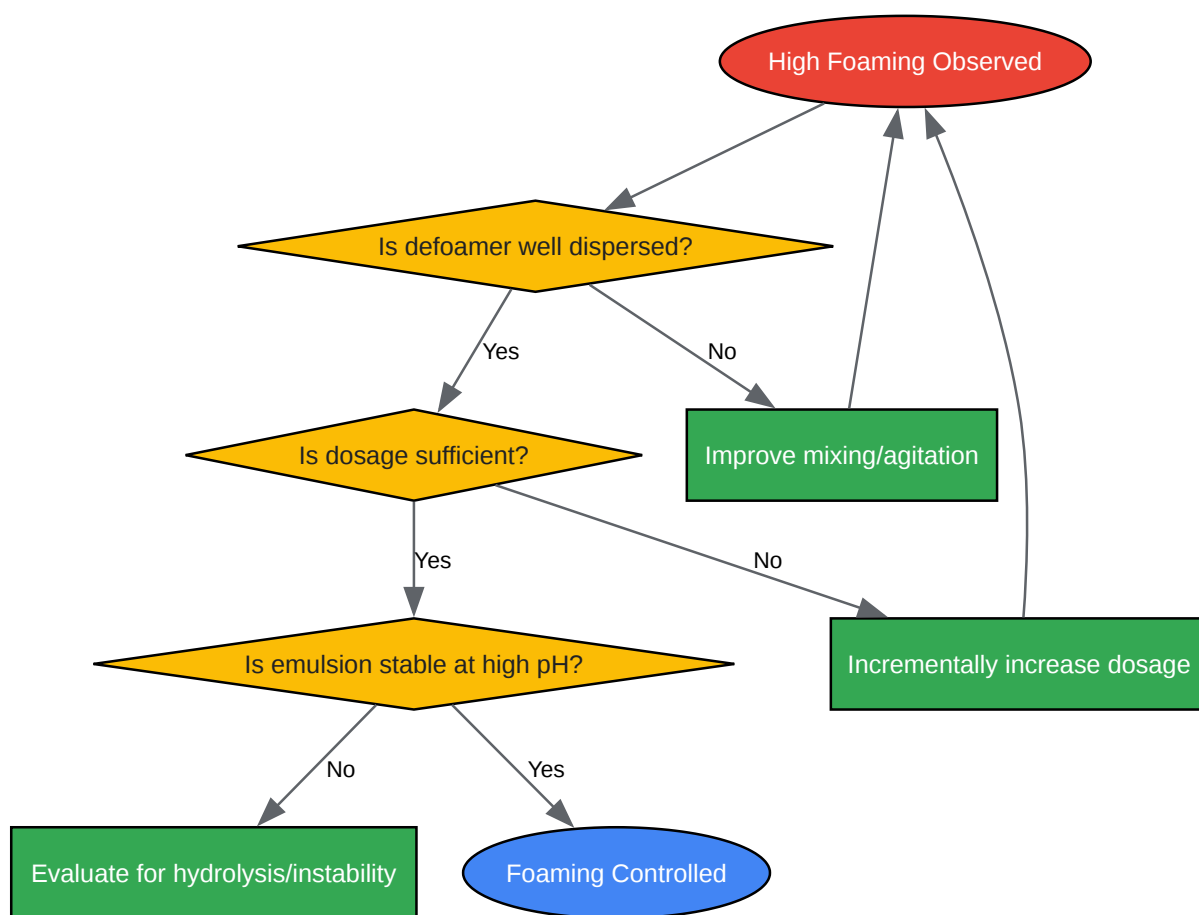 High Foaming Observed
Is defoamer well dispersed?
Yes
No
Is dosage sufficient?
Improve mixing/agitation
Yes
No
Is emulsion stable at high pH?
Incrementally increase dosage
No
Yes
Evaluate for hydrolysis/instability
Foaming Controlled